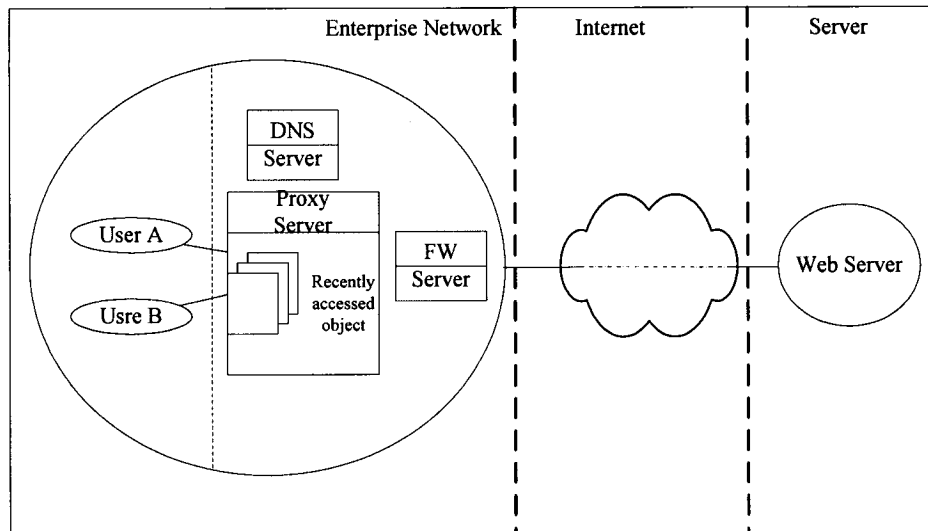 Enterprise Network
Internet
Server
DNS
Server
Proxy
Server
User A
FW
Server
Web Server
Recently
accessed
object
Usre B